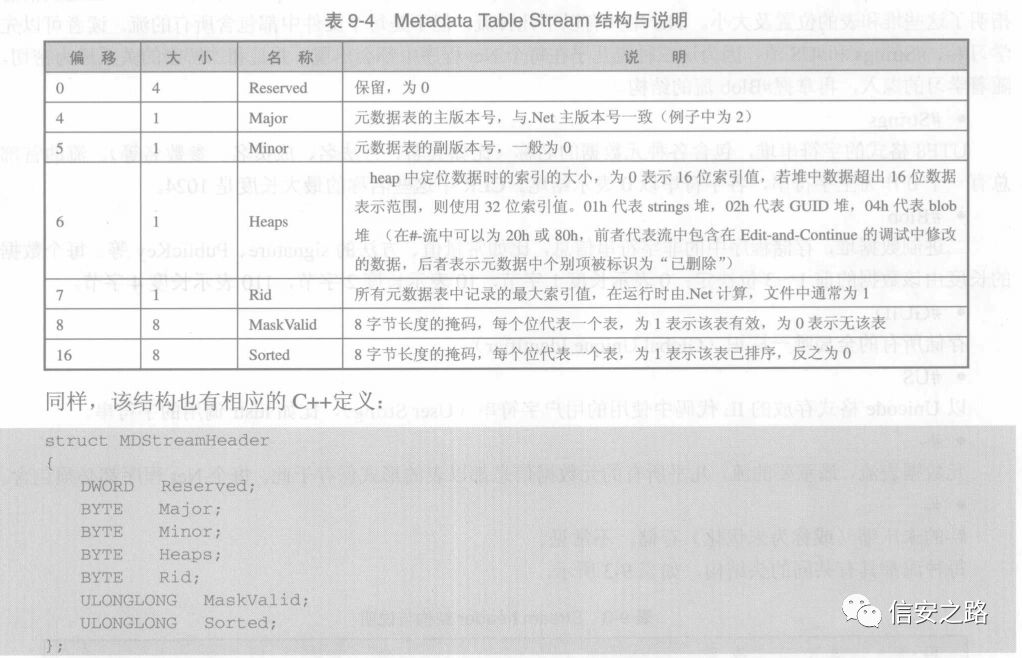 表 9-4 Metadata Table Stream 结构与说明
偏 移 大 小 名 称 说 明
0 4 Reserved 保留，为 0
4 1 Major 元数据表的主版本号，与.Net 主版本号一致（例子中为 2）
5 1 Minor 元数据表的副版本号，一般为 0
6 1 Heaps heap 中定位数据时的索引的大小，为 0 表示 16 位索引值，若堆中数据超出 16 位数据
表示范围，则使用 32 位索引值。01h 代表 strings 堆，02h 代表 GUID 堆，04h 代表 blob
堆 （在#-流中可以为 20h 或 80h，前者代表流中包含在 Edit-and-Continue 的调试中修改
的数据，后者表示元数据中个别项被标识为“已删除”）
7 1 Rid 所有元数据表中记录的最大索引值，在运行时由.Net 计算，文件中通常为 1
8 8 MaskValid 8 字节长度的掩码，每个位代表一个表，为 1 表示该表有效，为 0 表示无该表
16 8 Sorted 8 字节长度的掩码，每个位代表一个表，为 1 表示该表已排序，反之为 0
同样，该结构也有相应的 C++定义：
struct MDStreamHeader
{
DWORD Reserved;
BYTE Major;
BYTE Minor;
BYTE Heaps;
BYTE Rid;
ULONGLONG MaskValid;
ULONGLONG Sorted;
};
信安之路